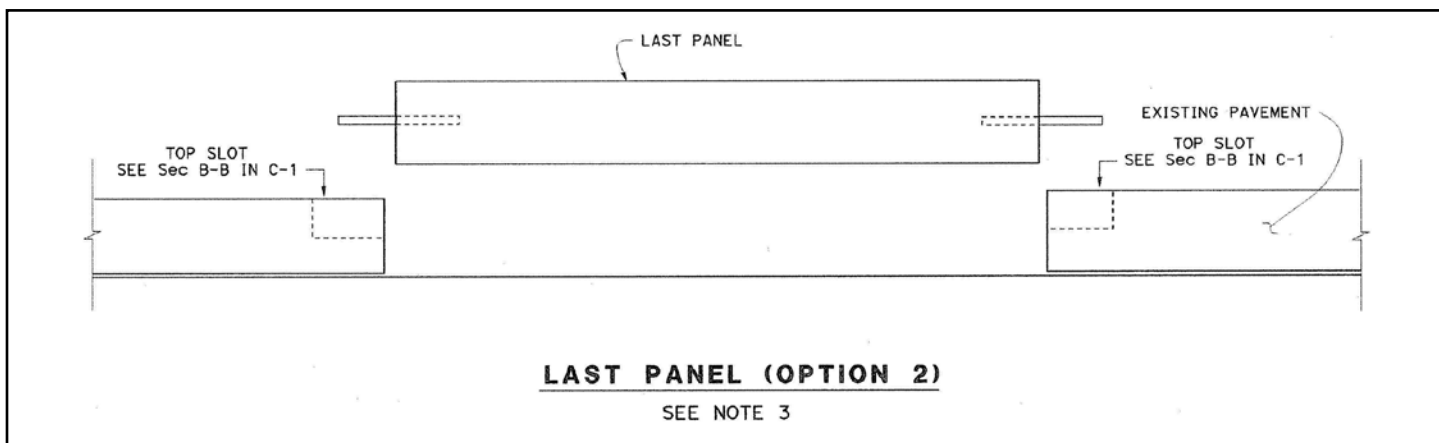 LAST PANEL
EXISTING PAVEMENT
TOP SLOT
SEE Sec B-B IN C-1
TOP SLOT
SEE Sec B-B IN C-1
LAST PANEL (OPTION 2)
SEE NOTE 3